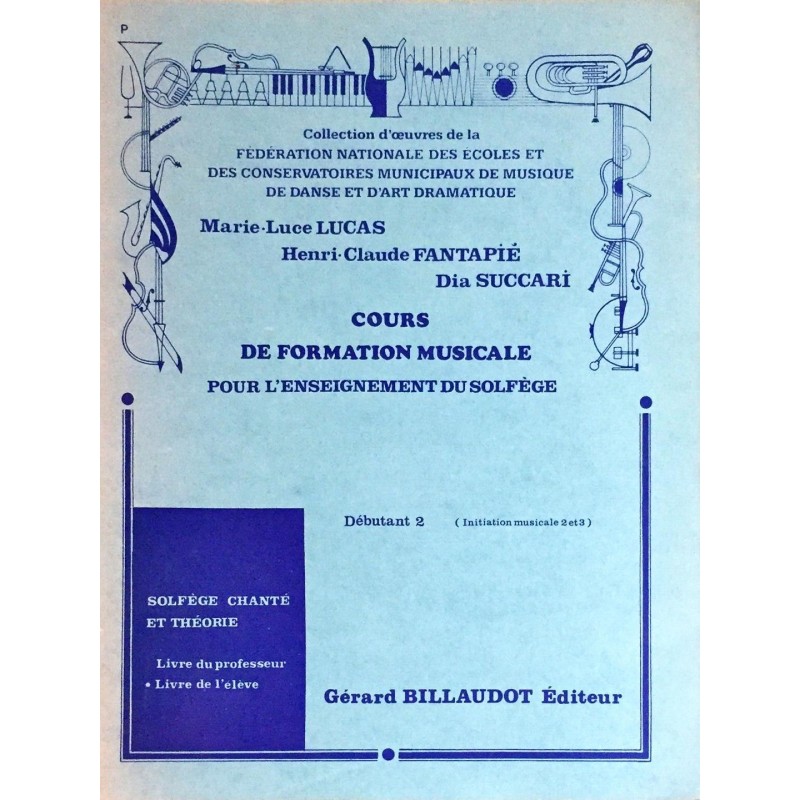 P
Collection d'œuvres de la
FÉDÉRATION NATIONALE DES ÉCOLES ET
DES CONSERVATOIRES MUNICIPAUX DE MUSIQUE
DE DANSE ET D'ART DRAMATIQUE
Marie-Luce LUCAS
Henri-Claude FANTAPIÉ
Dia SUCCARI
COURS
DE FORMATION MUSICALE
POUR L'ENSEIGNEMENT DU SOLFÈGE
Débutant 2 ( Initiation musicale 2 et 3 )
SOLFÈGE CHANTÉ
ET THÉORIE
Livre du professeur
• Livre de l'elève
Gérard BILLAUDOT Éditeur